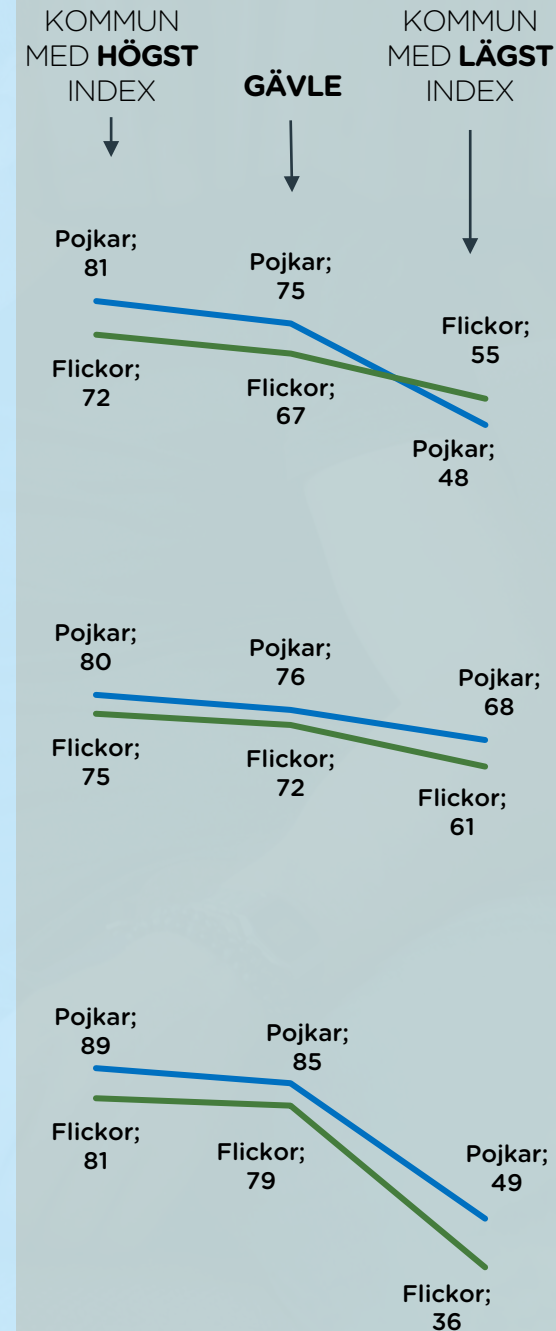 KOMMUN
MED HÖGST
INDEX
GÄVLE
KOMMUN
MED LÄGST
INDEX
Pojkar;
81
Pojkar;
75
Flickor;
55
Flickor;
72
Flickor;
67
Pojkar;
48
Pojkar;
80
Pojkar;
76
Pojkar;
68
Flickor;
75
Flickor;
72
Flickor;
61
Pojkar;
89
Pojkar;
85
Pojkar;
49
Flickor;
81
Flickor;
79
Flickor;
36